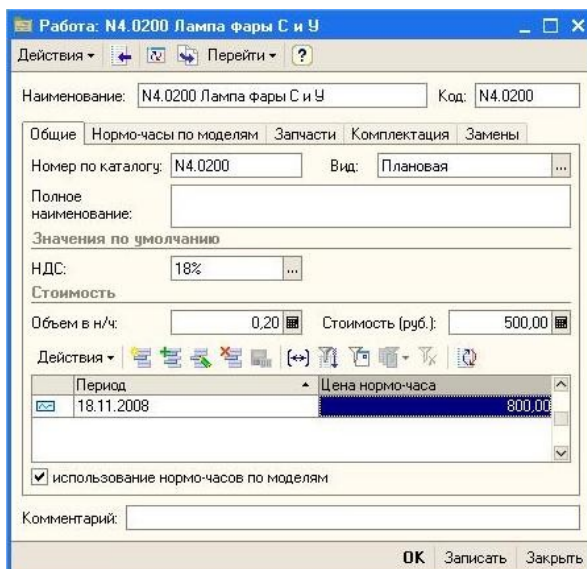 Работа: N4.0200 Лампа фары С и У
Действия Перейти ?
Наименование: N4.0200 Лампа фары С и У Код: N4.0200
Общие Нормо-часы по моделям Запчасти Комплектация Замены
Номер по каталогу: N4.0200 Вид: Плановая ...
Полное
наименование:
Значения по умолчанию
НДС: 18% ...
Стоимость
Объем в н/ч: 0,20 Стоимость (руб.): 500,00
Действия
Период Цена нормо-часа
18.11.2008 800,00
использование нормо-часов по моделям
Комментарий:
OK Записать Закрыть